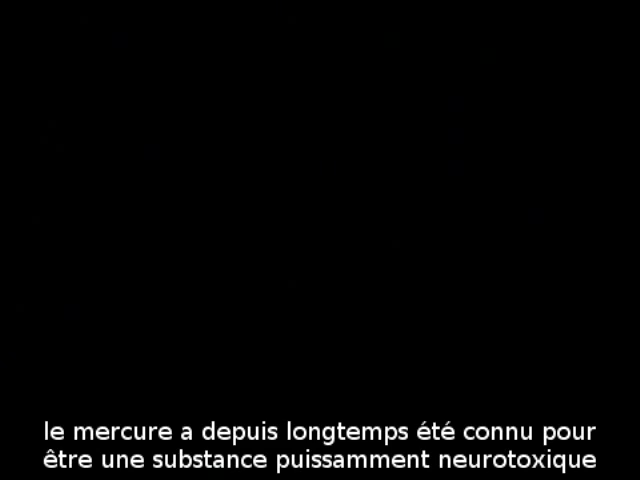 le mercure a depuis longtemps été connu pour
être une substance puissamment neurotoxique